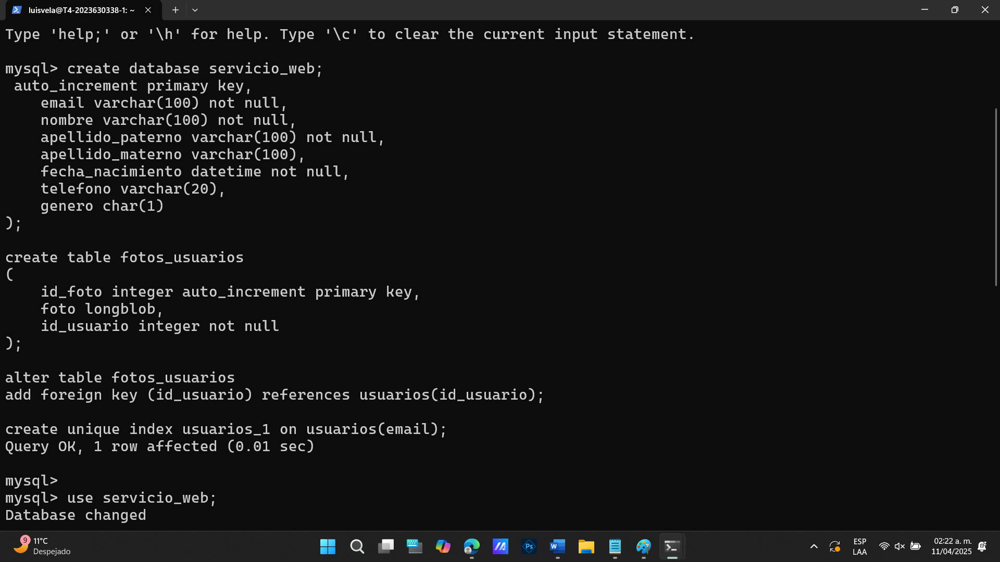 luisvela@T4-2023630338-1: ~
Type 'help;' or '\h' for help. Type '\c' to clear the current input statement.
mysql> create database servicio_web;
 auto_increment primary key,
    email varchar(100) not null,
    nombre varchar(100) not null,
    apellido_paterno varchar(100) not null,
    apellido_materno varchar(100),
    fecha_nacimiento datetime not null,
    telefono varchar(20),
    genero char(1)
);
create table fotos_usuarios
(
    id_foto integer auto_increment primary key,
    foto longblob,
    id_usuario integer not null
);
alter table fotos_usuarios
add foreign key (id_usuario) references usuarios(id_usuario);
create unique index usuarios_1 on usuarios(email);
Query OK, 1 row affected (0.01 sec)
mysql>
mysql> use servicio_web;
Database changed
9
11°C
Despejado
Ps
W
ESP
LAA
02:22 a. m.
11/04/2025